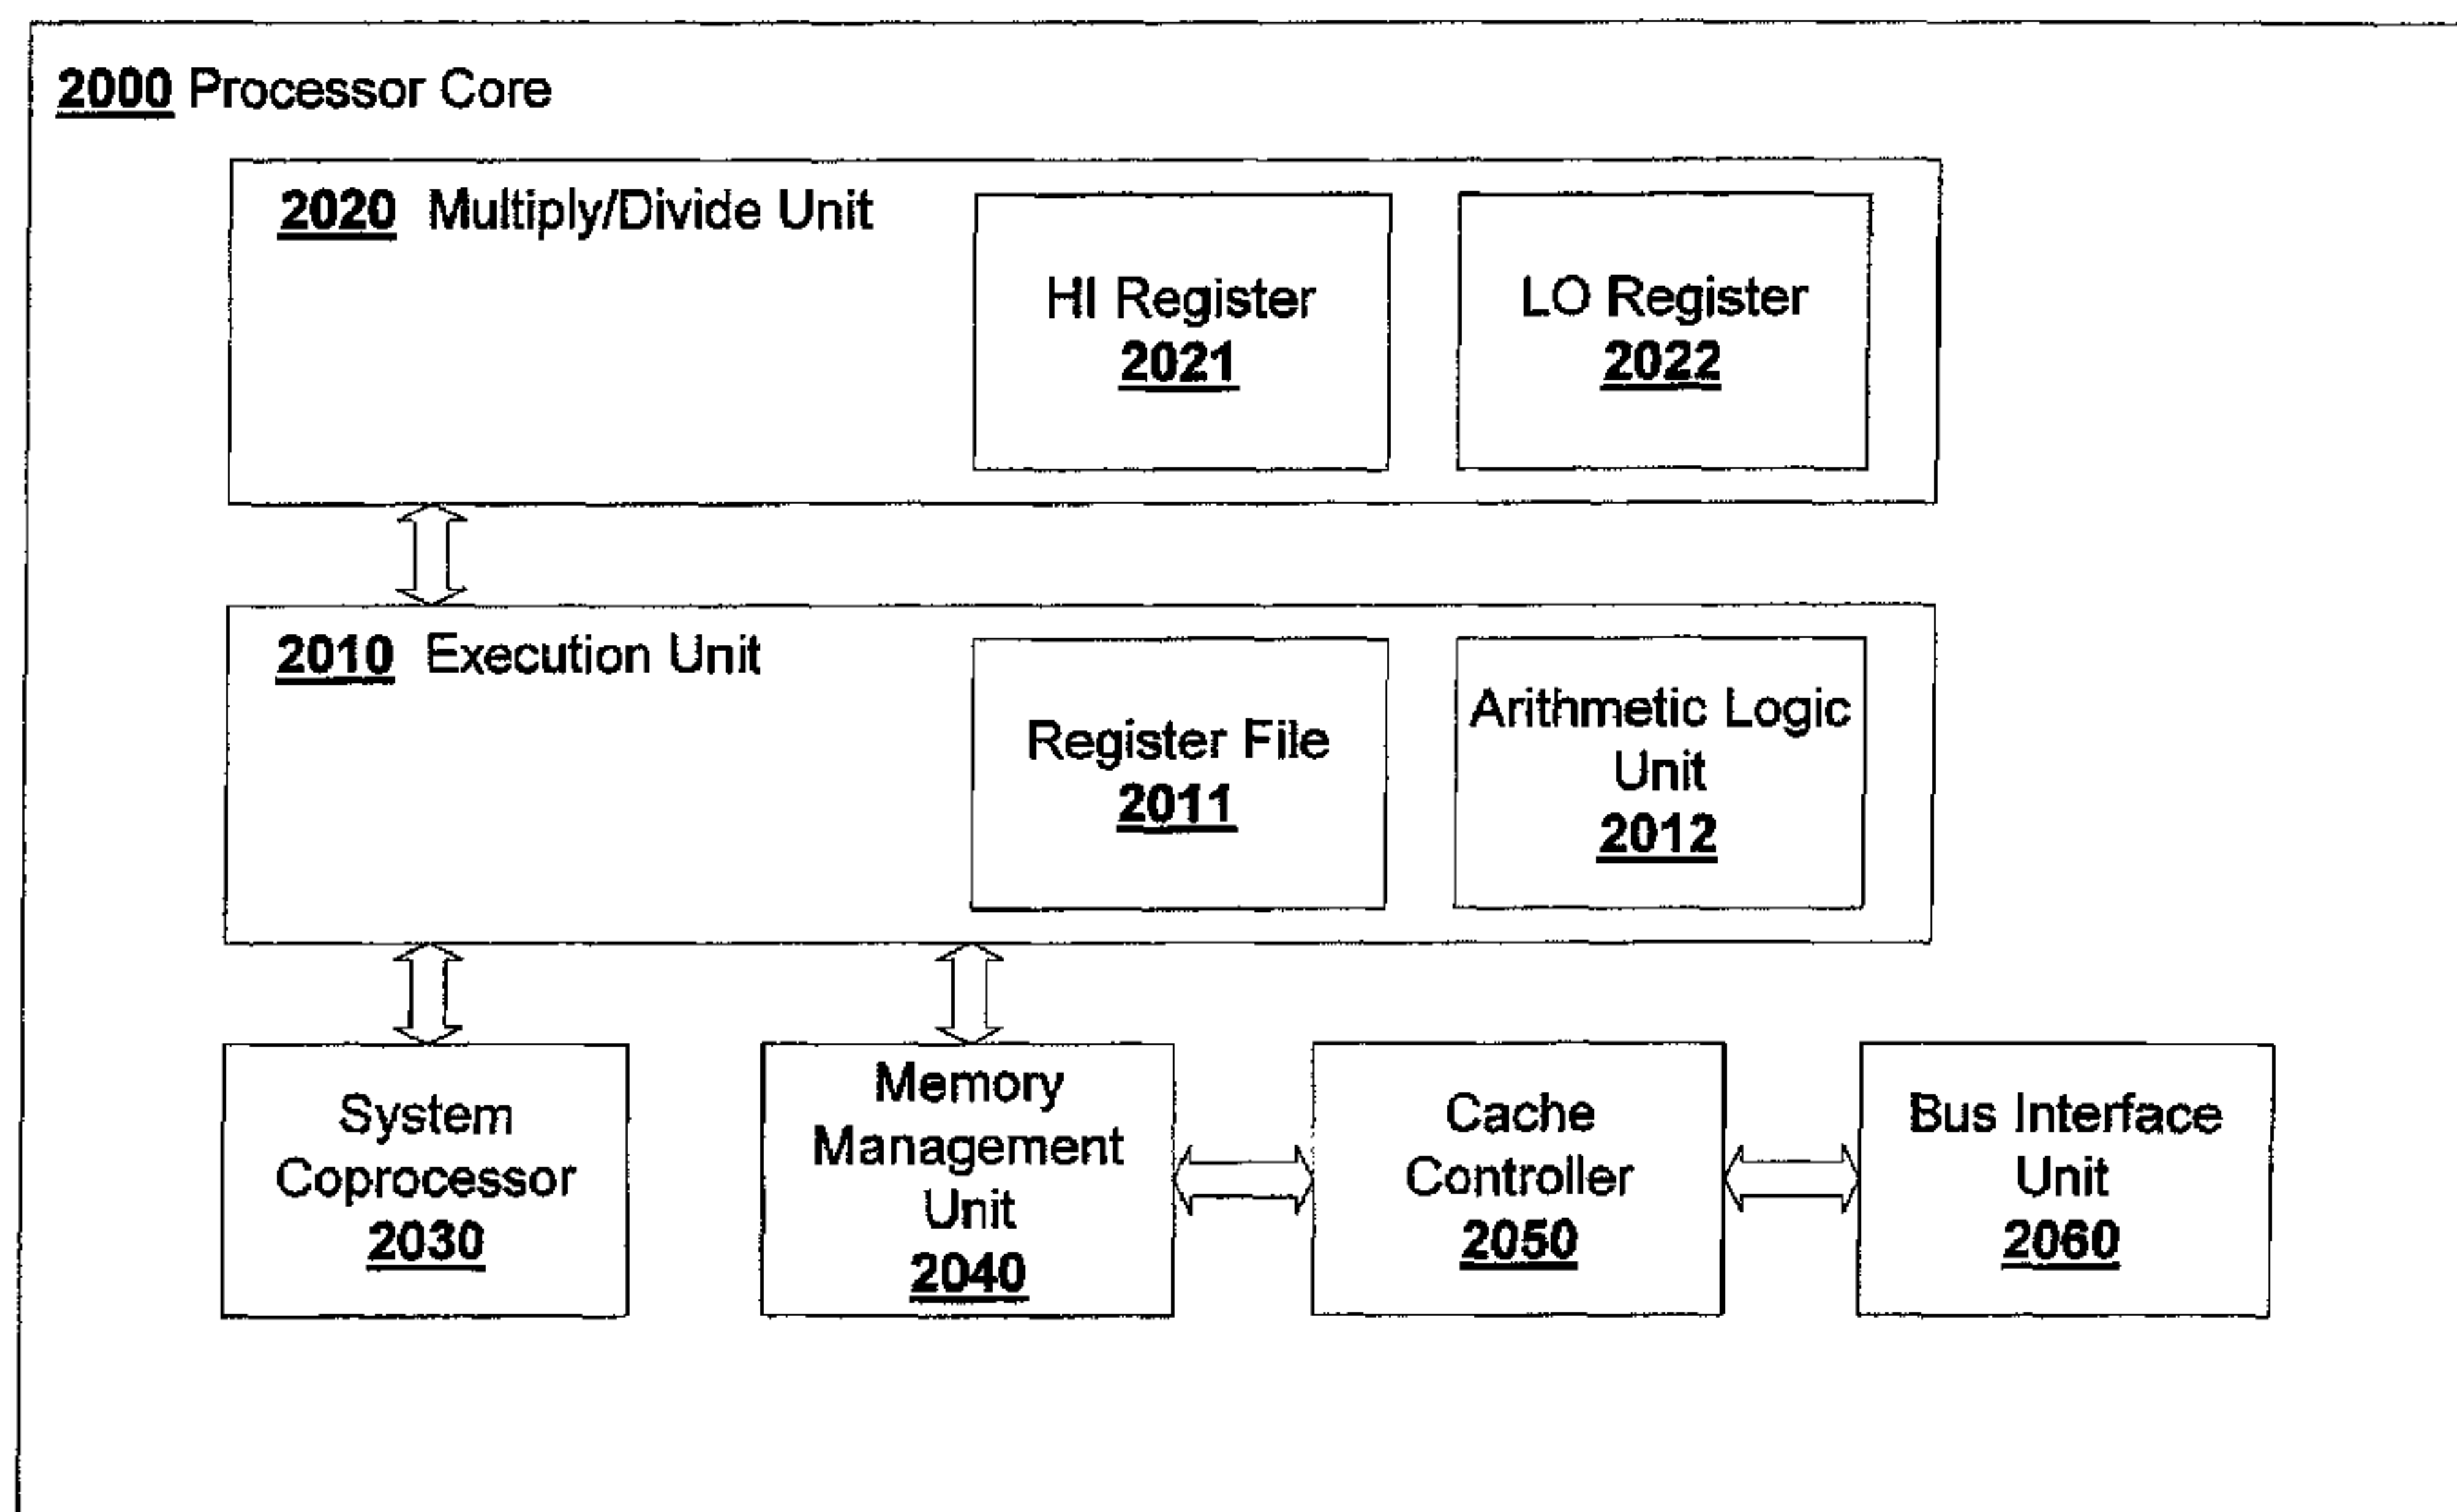 2000 Processor Core
2020 Multiply/Divide Unit
HI Register
2021
LO Register
2022
2010 Execution Unit
Register File
2011
Arithmetic Logic
Unit
2012
System
Coprocessor
2030
Memory
Management
Unit
2040
Cache
Controller
2050
Bus Interface
Unit
2060